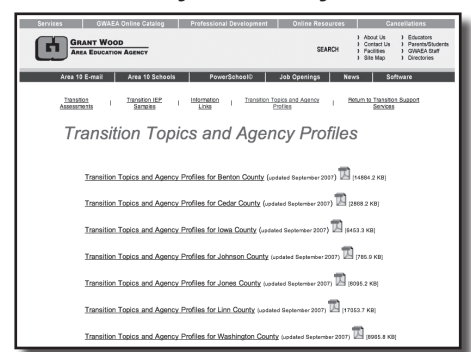 Services GWAEA Online Catalog Professional Development Online Resources Cancellations
GRANT WOOD
AREA EDUCATION AGENCY
SEARCH
About Us
Contact Us
Facilities
Site Map
Educators
Parents/Students
GWAEA Staff
Directories
Area 10 E-mail Area 10 Schools PowerSchool© Job Openings News Software
Transition Assessments | Transition IEP Samples | Information Links | Transition Topics and Agency Profiles | Return to Transition Support Services
Transition Topics and Agency Profiles
Transition Topics and Agency Profiles for Benton County (updated September 2007) [14884.2 KB]
Transition Topics and Agency Profiles for Cedar County (updated September 2007) [2868.2 KB]
Transition Topics and Agency Profiles for Iowa County (updated September 2007) [6453.3 KB]
Transition Topics and Agency Profiles for Johnson County (updated September 2007) [785.9 KB]
Transition Topics and Agency Profiles for Jones County (updated September 2007) [8095.2 KB]
Transition Topics and Agency Profiles for Linn County (updated September 2007) [17053.7 KB]
Transition Topics and Agency Profiles for Washington County (updated September 2007) [8965.8 KB]